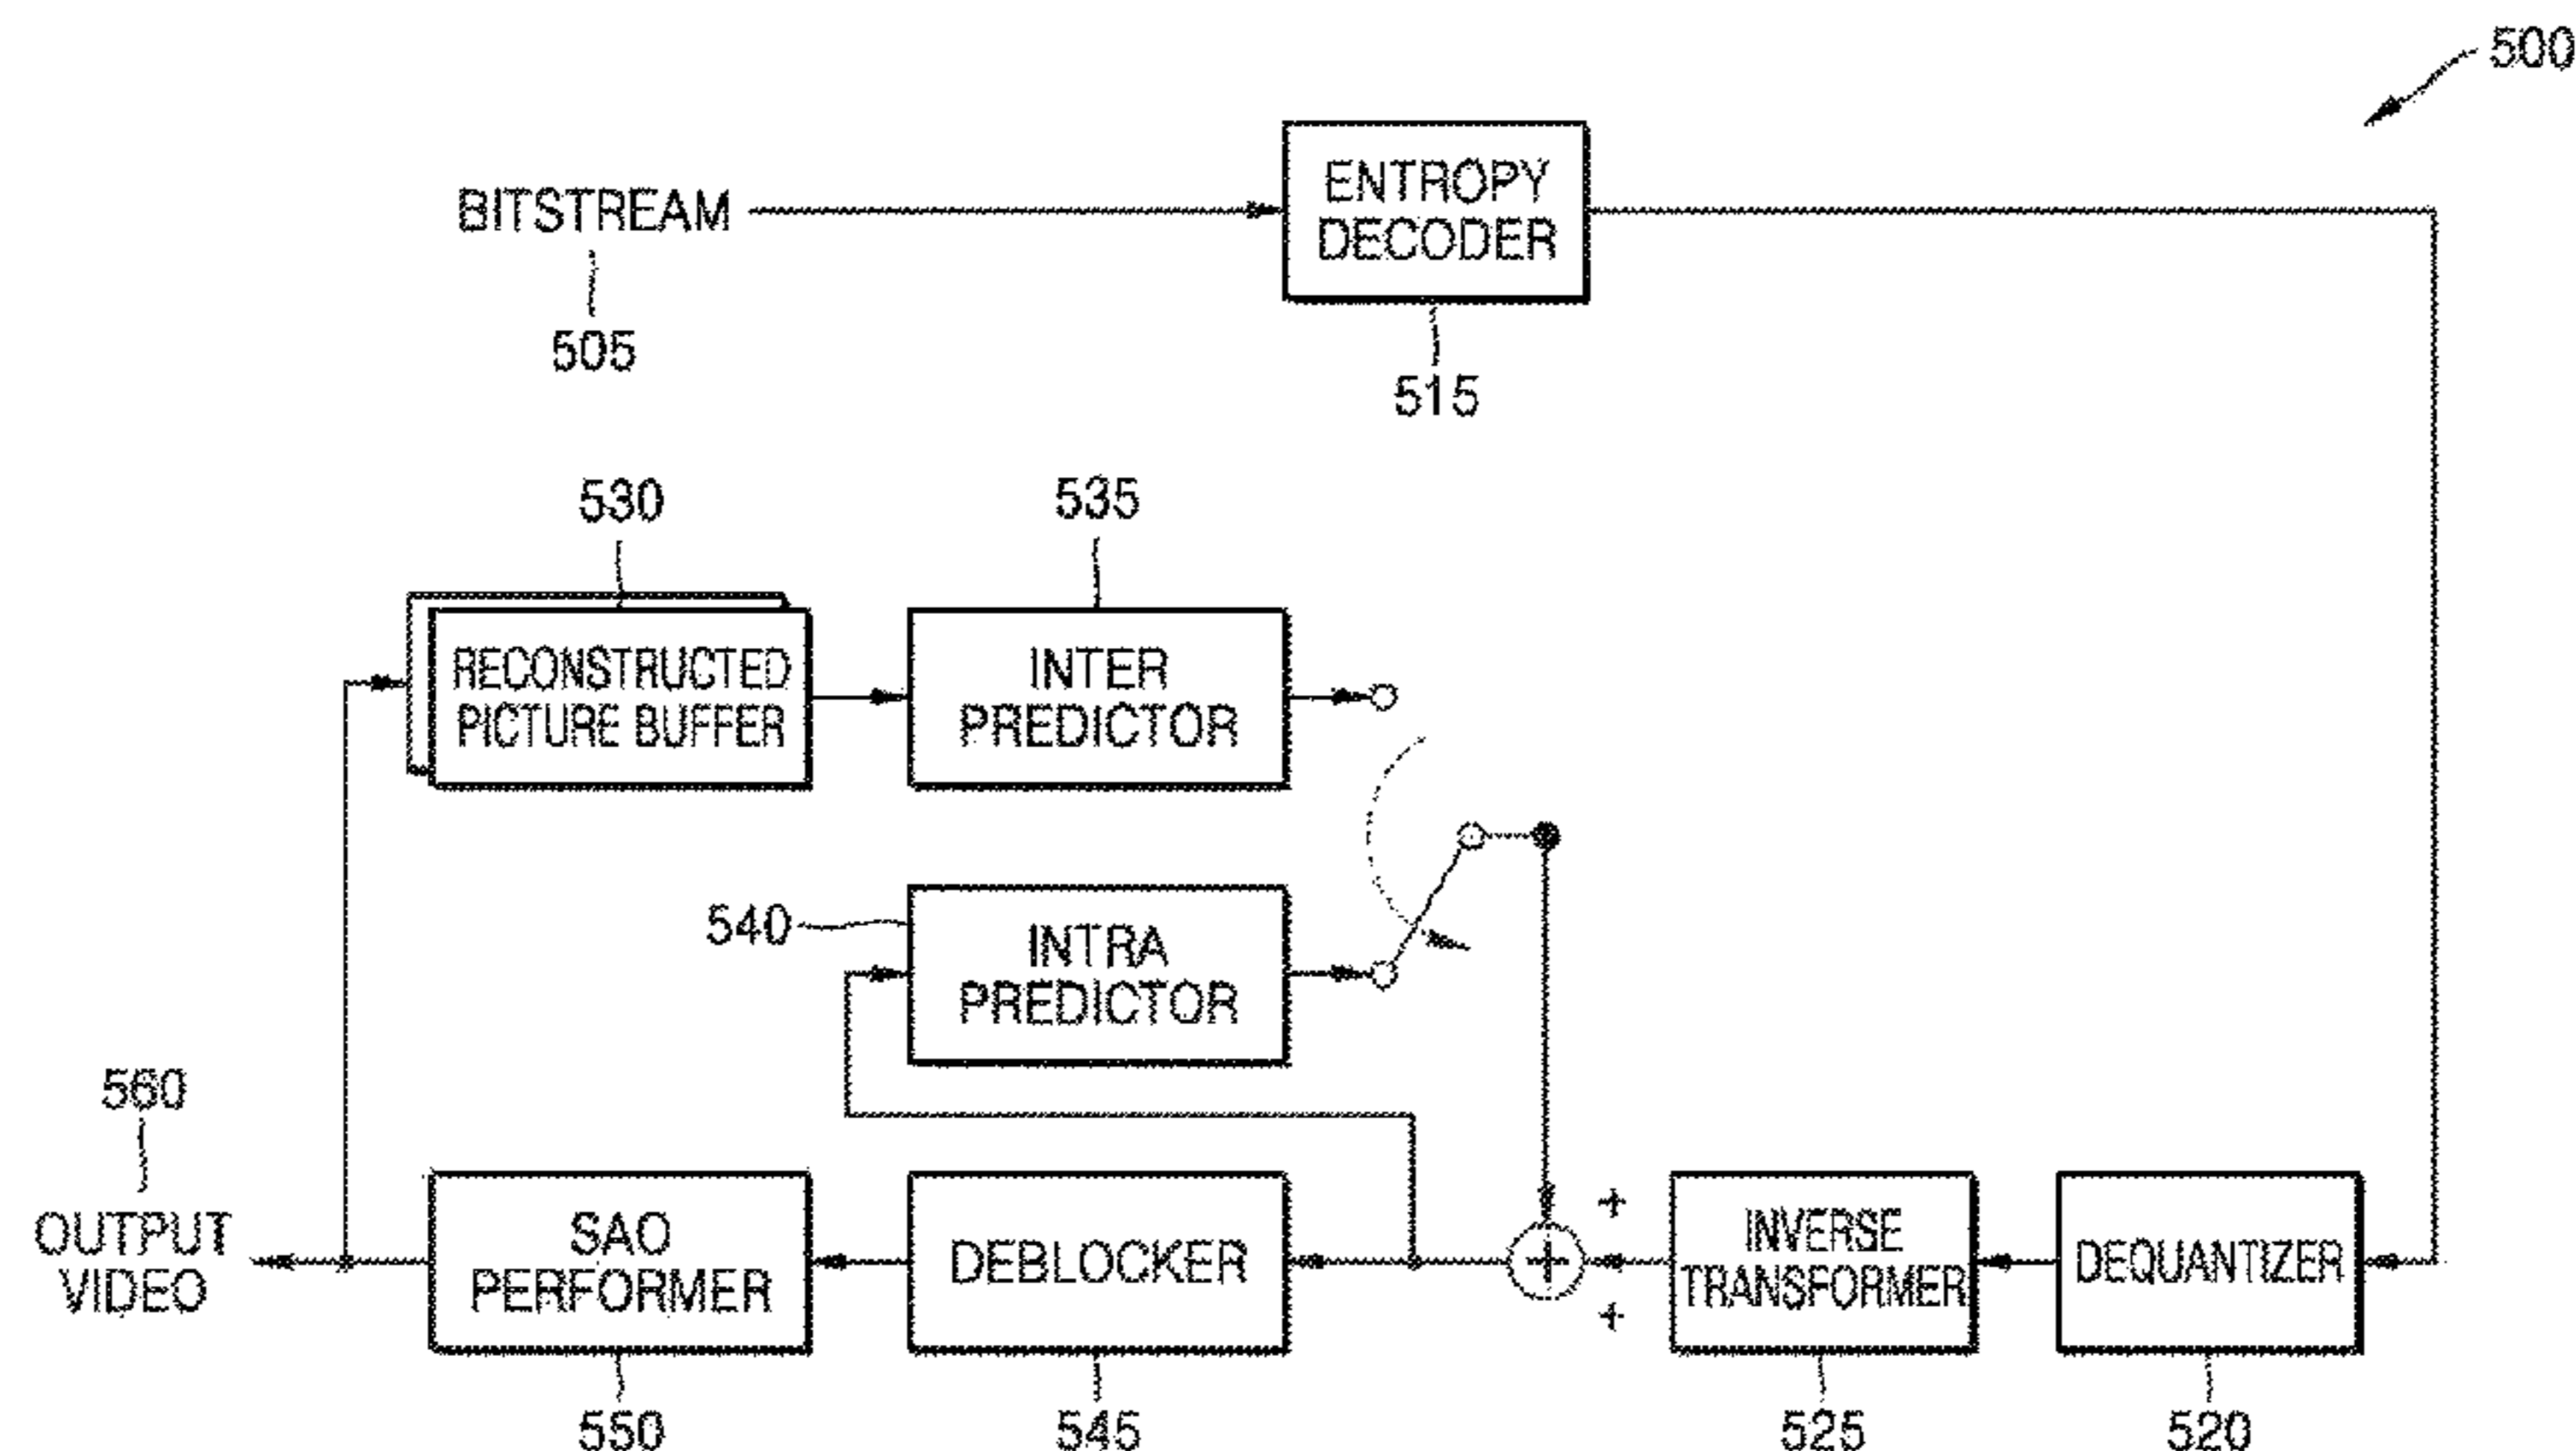 500
BITSTREAM
505
ENTROPY
DECODER
515
530
535
RECONSTRUCTED
PICTURE BUFFER
INTER
PREDICTOR
540
INTRA
PREDICTOR
560
OUTPUT
VIDEO
SAO
PERFORMER
DEBLOCKER
+
+
+
INVERSE
TRANSFORMER
DEQUANTIZER
550
545
525
520